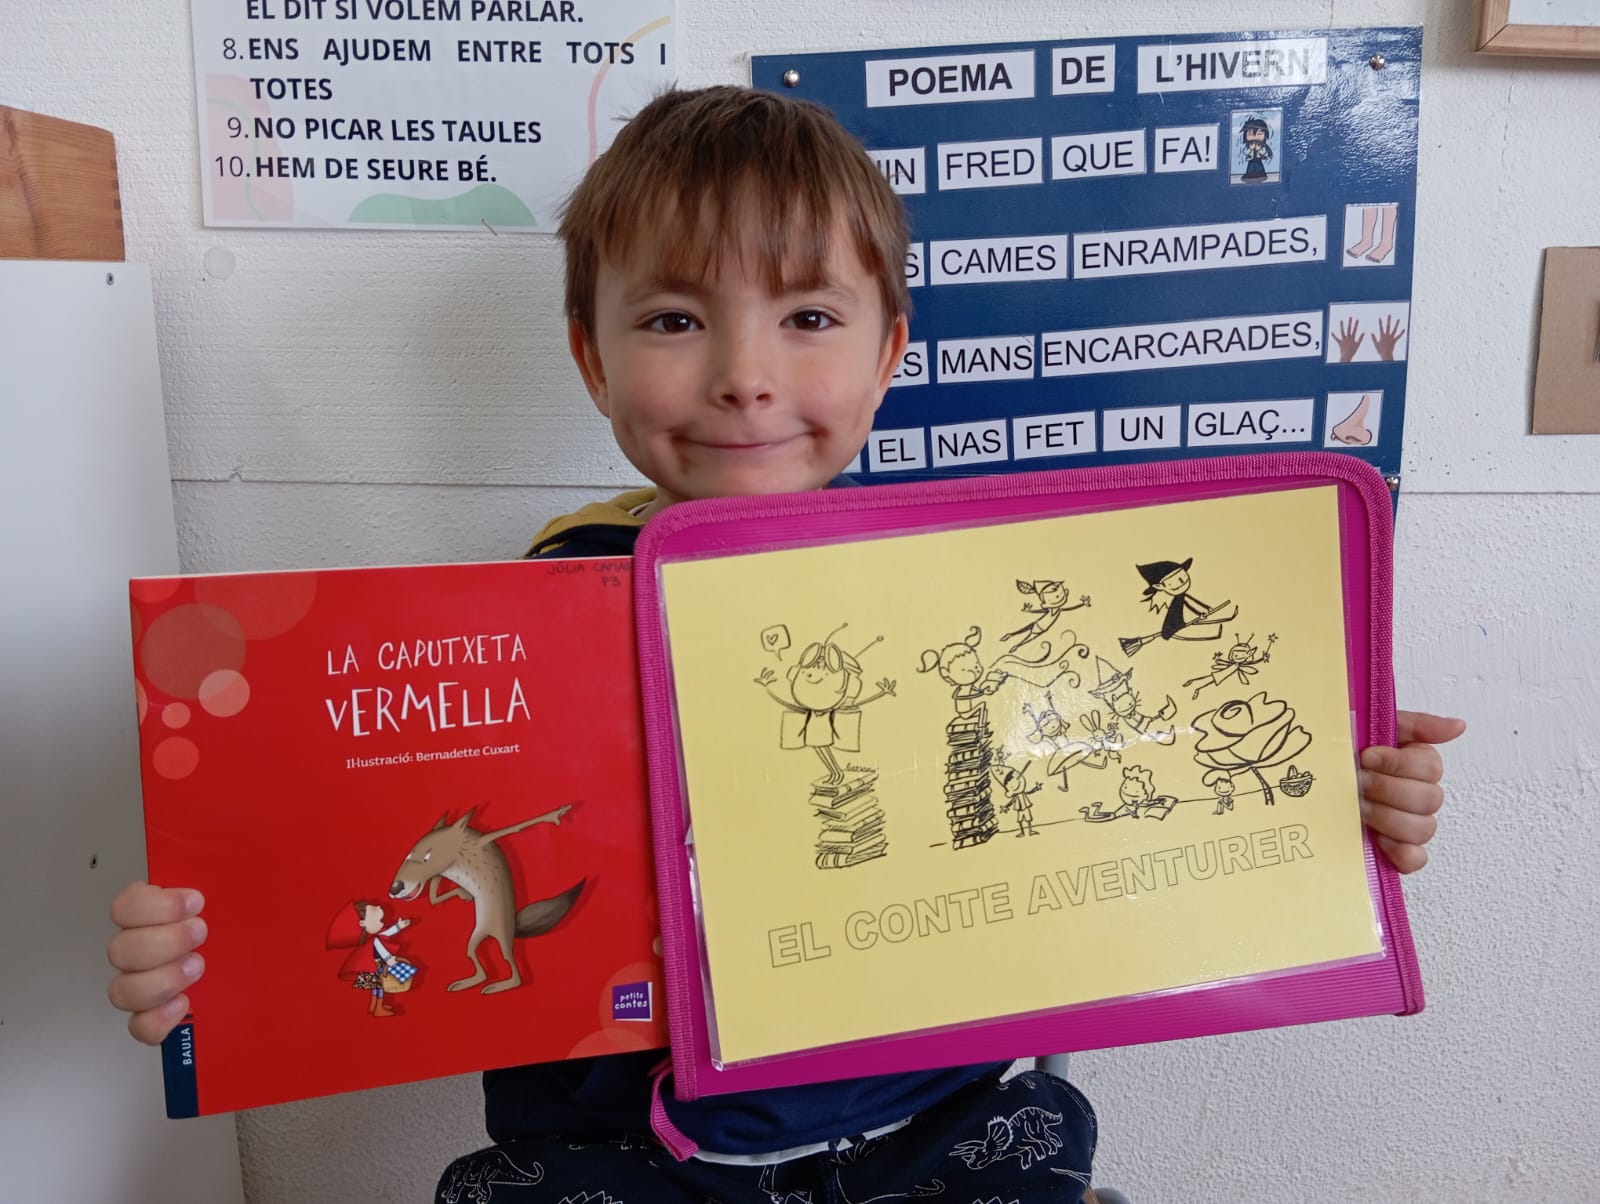 EL DIT SI VOLEM PARLAR.
8. ENS AJUDEM ENTRE TOTS I
TOTES
9. NO PICAR LES TAULES
10. HEM DE SEURE BÉ.
POEMA DE L'HIVERN
FRED QUE FA!
CAMES ENRAMPADES,
MANS ENCARCARADES,
EL NAS FET UN GLAÇ...
JÚLIA
P3
LA CAPUTXETA
VERMELLA
Il·lustració: Bernadette Cuxart
petits
contes
BAULA
EL CONTE AVENTURER